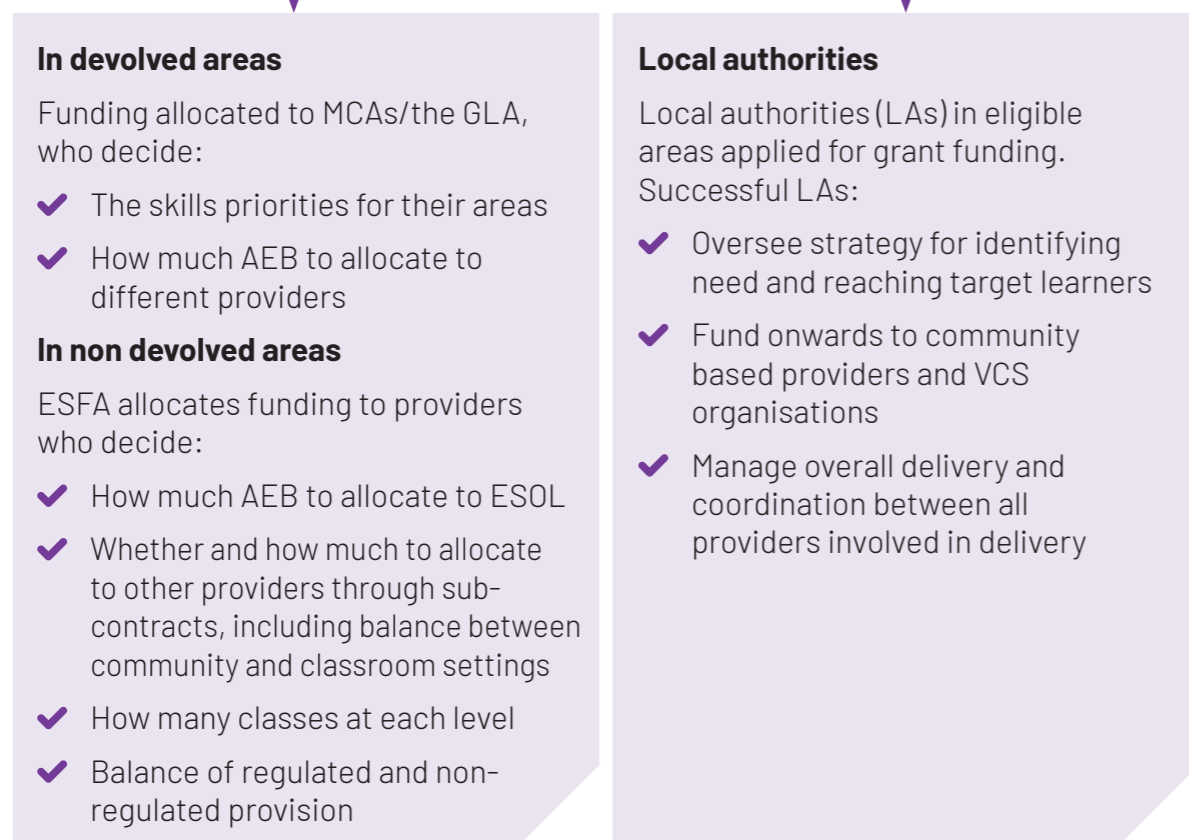 In devolved areas
Funding allocated to MCAs/the GLA,
who decide:
The skills priorities for their areas
How much AEB to allocate to
different providers
In non devolved areas
ESFA allocates funding to providers
who decide:
How much AEB to allocate to ESOL
Whether and how much to allocate
to other providers through sub-
contracts, including balance between
community and classroom settings
How many classes at each level
Balance of regulated and non-
regulated provision
Local authorities
Local authorities (LAs) in eligible
areas applied for grant funding.
Successful LAs:
Oversee strategy for identifying
need and reaching target learners
Fund onwards to community
based providers and VCS
organisations
Manage overall delivery and
coordination between all
providers involved in delivery